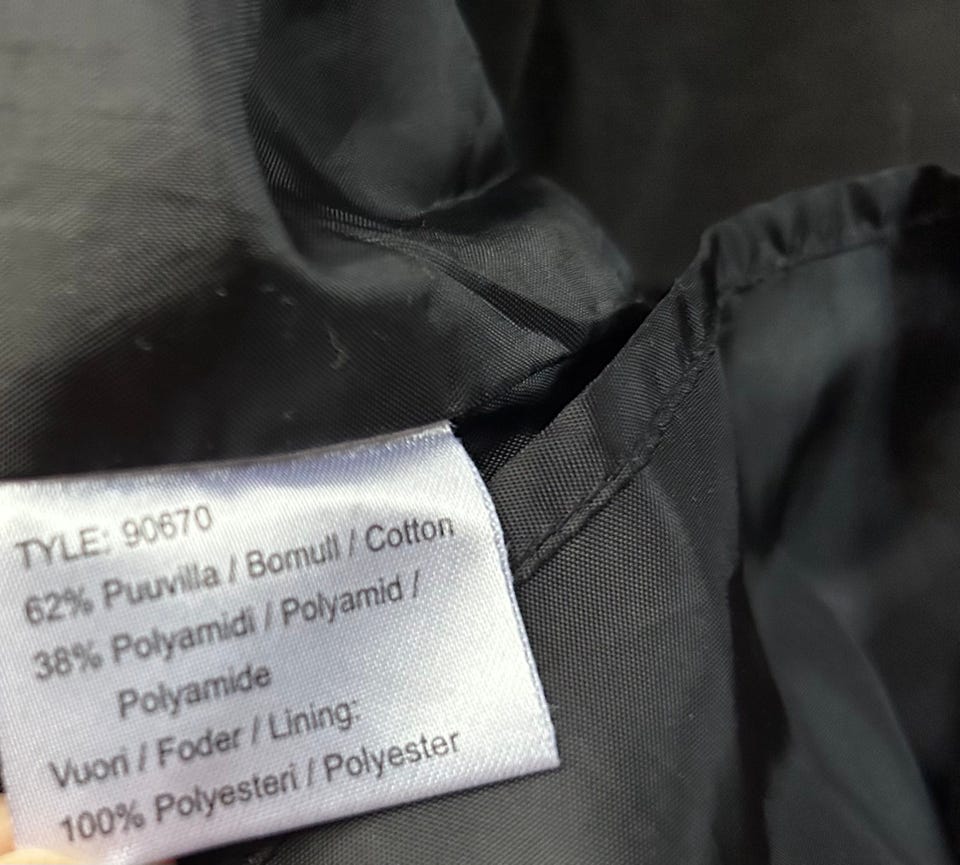 TYLE: 90670
62% Puuvilla / Bomull / Cotton
38% Polyamidi / Polyamid /
Polyamide
Vuori / Foder / Lining:
100% Polyesteri / Polyester